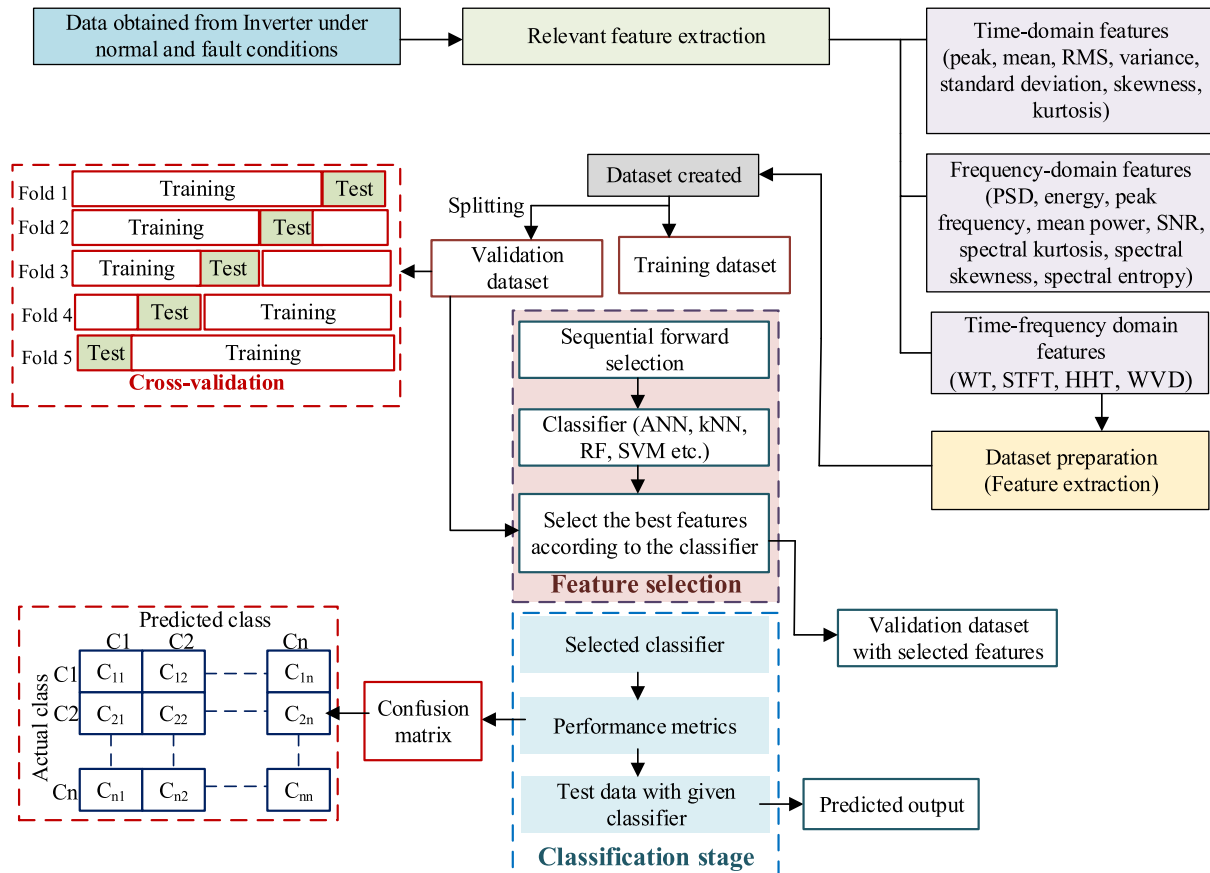 Data obtained from Inverter under
normal and fault conditions
Relevant feature extraction
Time-domain features
(peak, mean, RMS, variance,
standard deviation, skewness,
kurtosis)
Frequency-domain features
(PSD, energy, peak
frequency, mean power, SNR,
spectral kurtosis, spectral
skewness, spectral entropy)
Time-frequency domain
features
(WT, STFT, HHT, WVD)
Dataset preparation
(Feature extraction)
Dataset created
Splitting
Validation
dataset
Training dataset
Fold 1
Training
Test
Fold 2
Training
Test
Fold 3
Training
Test
Fold 4
Test
Training
Fold 5
Test
Training
Cross-validation
Sequential forward
selection
Classifier (ANN, kNN,
RF, SVM etc.)
Select the best features
according to the classifier
Feature selection
Validation dataset
with selected features
Selected classifier
Performance metrics
Test data with given
classifier
Classification stage
Predicted output
Confusion
matrix
Predicted class
C1 C2 Cn
Actual class
C1 C₁₁ C₁₂ C₁ₙ
C2 C₂₁ C₂₂ C₂ₙ
Cn Cₙ₁ Cₙ₂ Cₙₙ